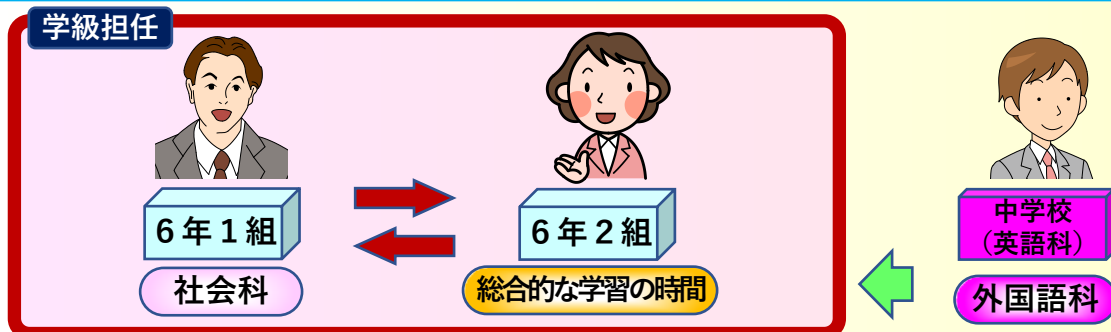 学級担任
6年1組
6年2組
中学校
（英語科）
社会科
総合的な学習の時間
外国語科